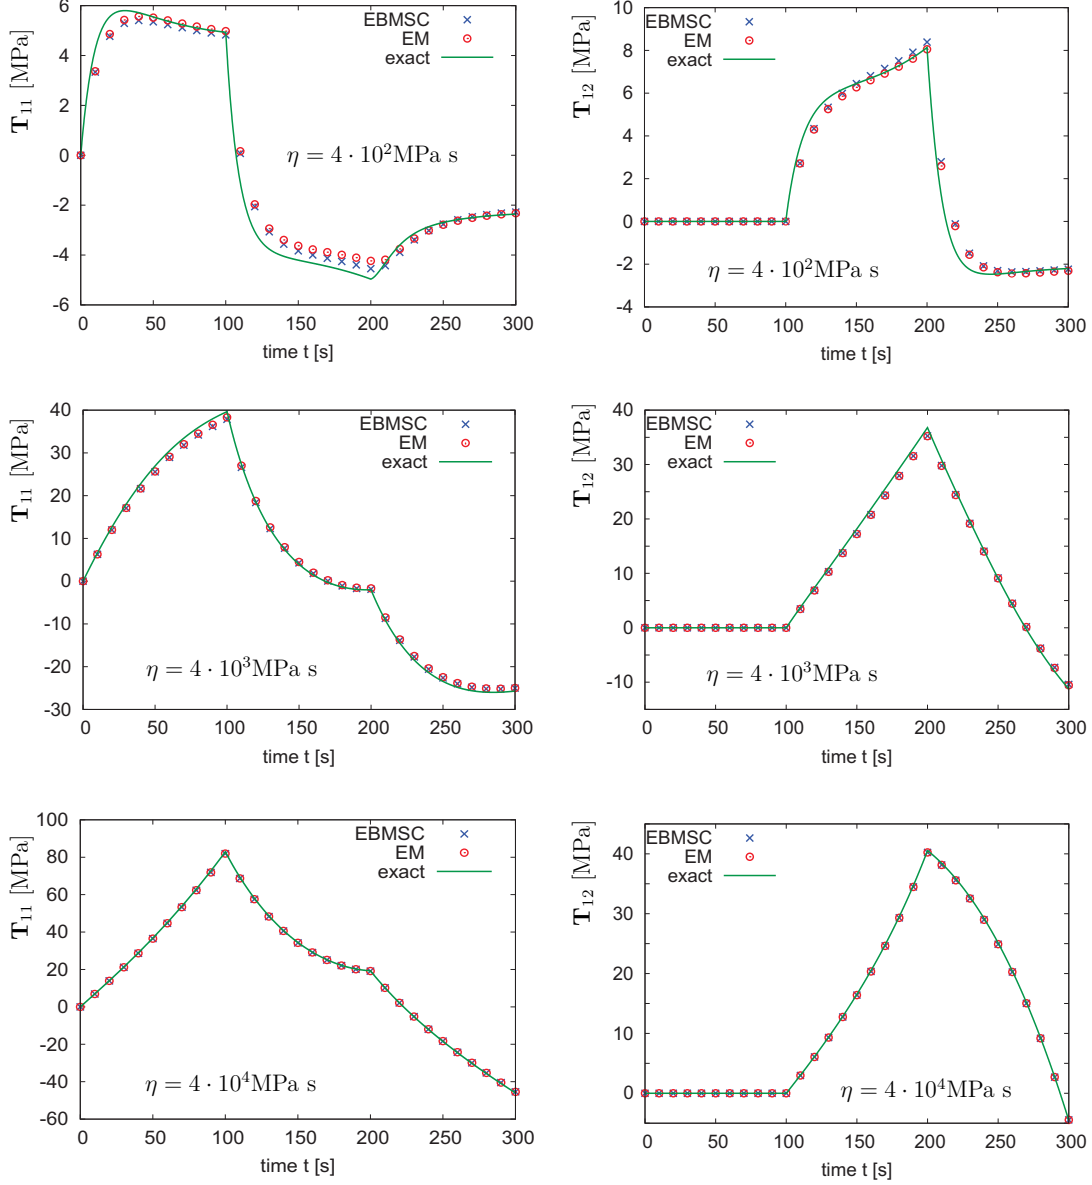 EBMSC
EM
exact
T₁₁ [MPa]
6
4
2
0
-2
-4
-6
η = 4 · 10²MPa s
0 50 100 150 200 250 300
time t [s]
EBMSC
EM
exact
T₁₂ [MPa]
10
8
6
4
2
0
-2
-4
η = 4 · 10²MPa s
0 50 100 150 200 250 300
time t [s]
EBMSC
EM
exact
T₁₁ [MPa]
40
30
20
10
0
-10
-20
-30
η = 4 · 10³MPa s
0 50 100 150 200 250 300
time t [s]
EBMSC
EM
exact
T₁₂ [MPa]
40
30
20
10
0
-10
η = 4 · 10³MPa s
0 50 100 150 200 250 300
time t [s]
EBMSC
EM
exact
T₁₁ [MPa]
100
80
60
40
20
0
-20
-40
-60
η = 4 · 10⁴MPa s
0 50 100 150 200 250 300
time t [s]
EBMSC
EM
exact
T₁₂ [MPa]
40
30
20
10
0
η = 4 · 10⁴MPa s
0 50 100 150 200 250 300
time t [s]